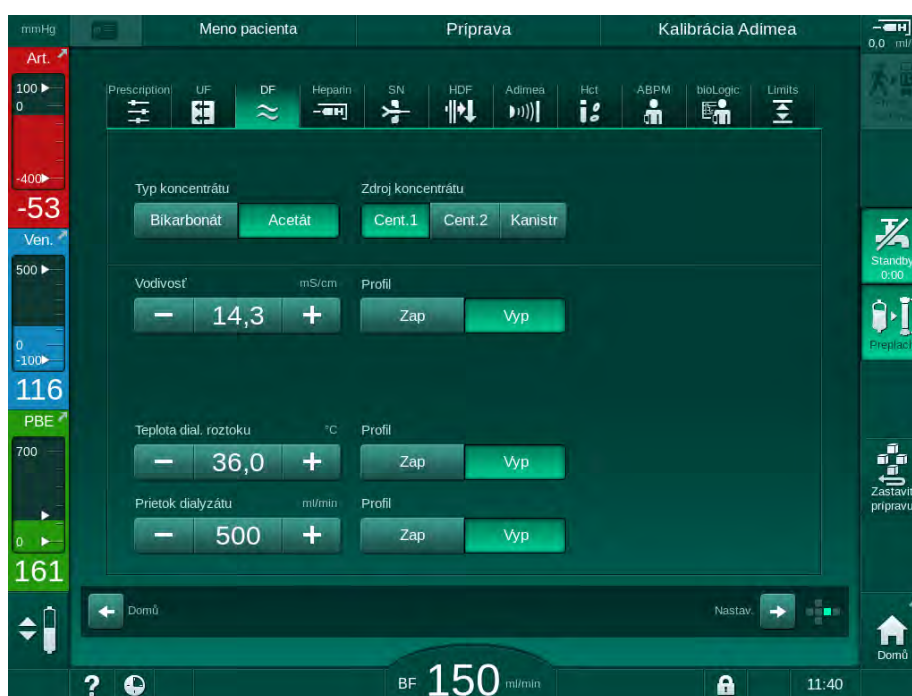 mmHg
Meno pacienta
Príprava
Kalibrácia Adimea
0,0 ml/
Art.
100
0
-400
-53
Ven.
500
0
-100
116
PBE
700
0
161
Prescription UF DF Heparin SN HDF Adimea Hct ABPM bioLogic Limits
Typ koncentrátu Zdroj koncentrátu
Bikarbonát Acetát Cent.1 Cent.2 Kanistr
Vodivosť mS/cm Profil
− 14,3 + Zap Vyp
Teplota dial. roztoku °C Profil
− 36,0 + Zap Vyp
Prietok dialyzátu ml/min Profil
− 500 + Zap Vyp
Domů Nastav.
Standby
0:00
Preplach
Zastavit
prípravu
Domů
? BF 150 ml/min 11:40